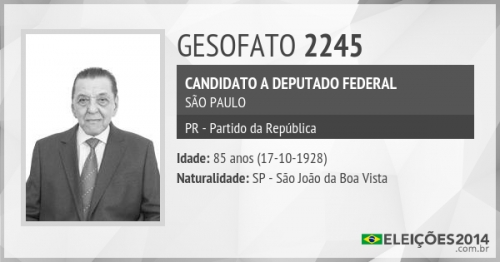 GESOFATO 2245
CANDIDATO A DEPUTADO FEDERAL
SÃO PAULO
PR - Partido da República
Idade: 85 anos (17-10-1928)
Naturalidade: SP - São João da Boa Vista
ELEIÇÕES2014
.com.br